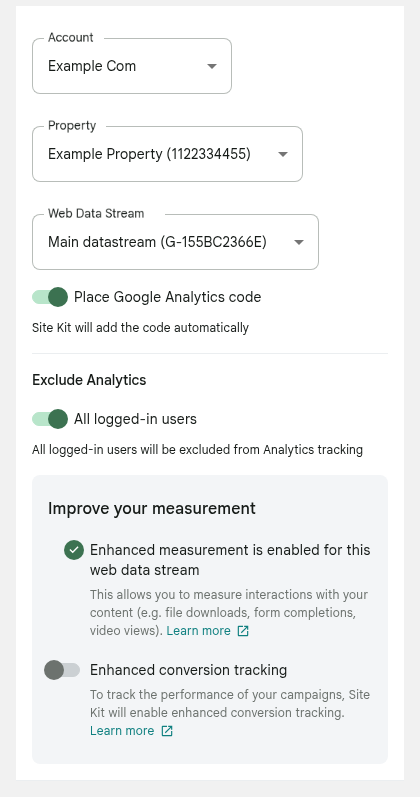 Account
Example Com
Property
Example Property (1122334455)
Web Data Stream
Main datastream (G-155BC2366E)
Place Google Analytics code
Site Kit will add the code automatically
Exclude Analytics
All logged-in users
All logged-in users will be excluded from Analytics tracking
Improve your measurement
Enhanced measurement is enabled for this
web data stream
This allows you to measure interactions with your
content (e.g. file downloads, form completions,
video views). Learn more
Enhanced conversion tracking
To track the performance of your campaigns, Site
Kit will enable enhanced conversion tracking.
Learn more